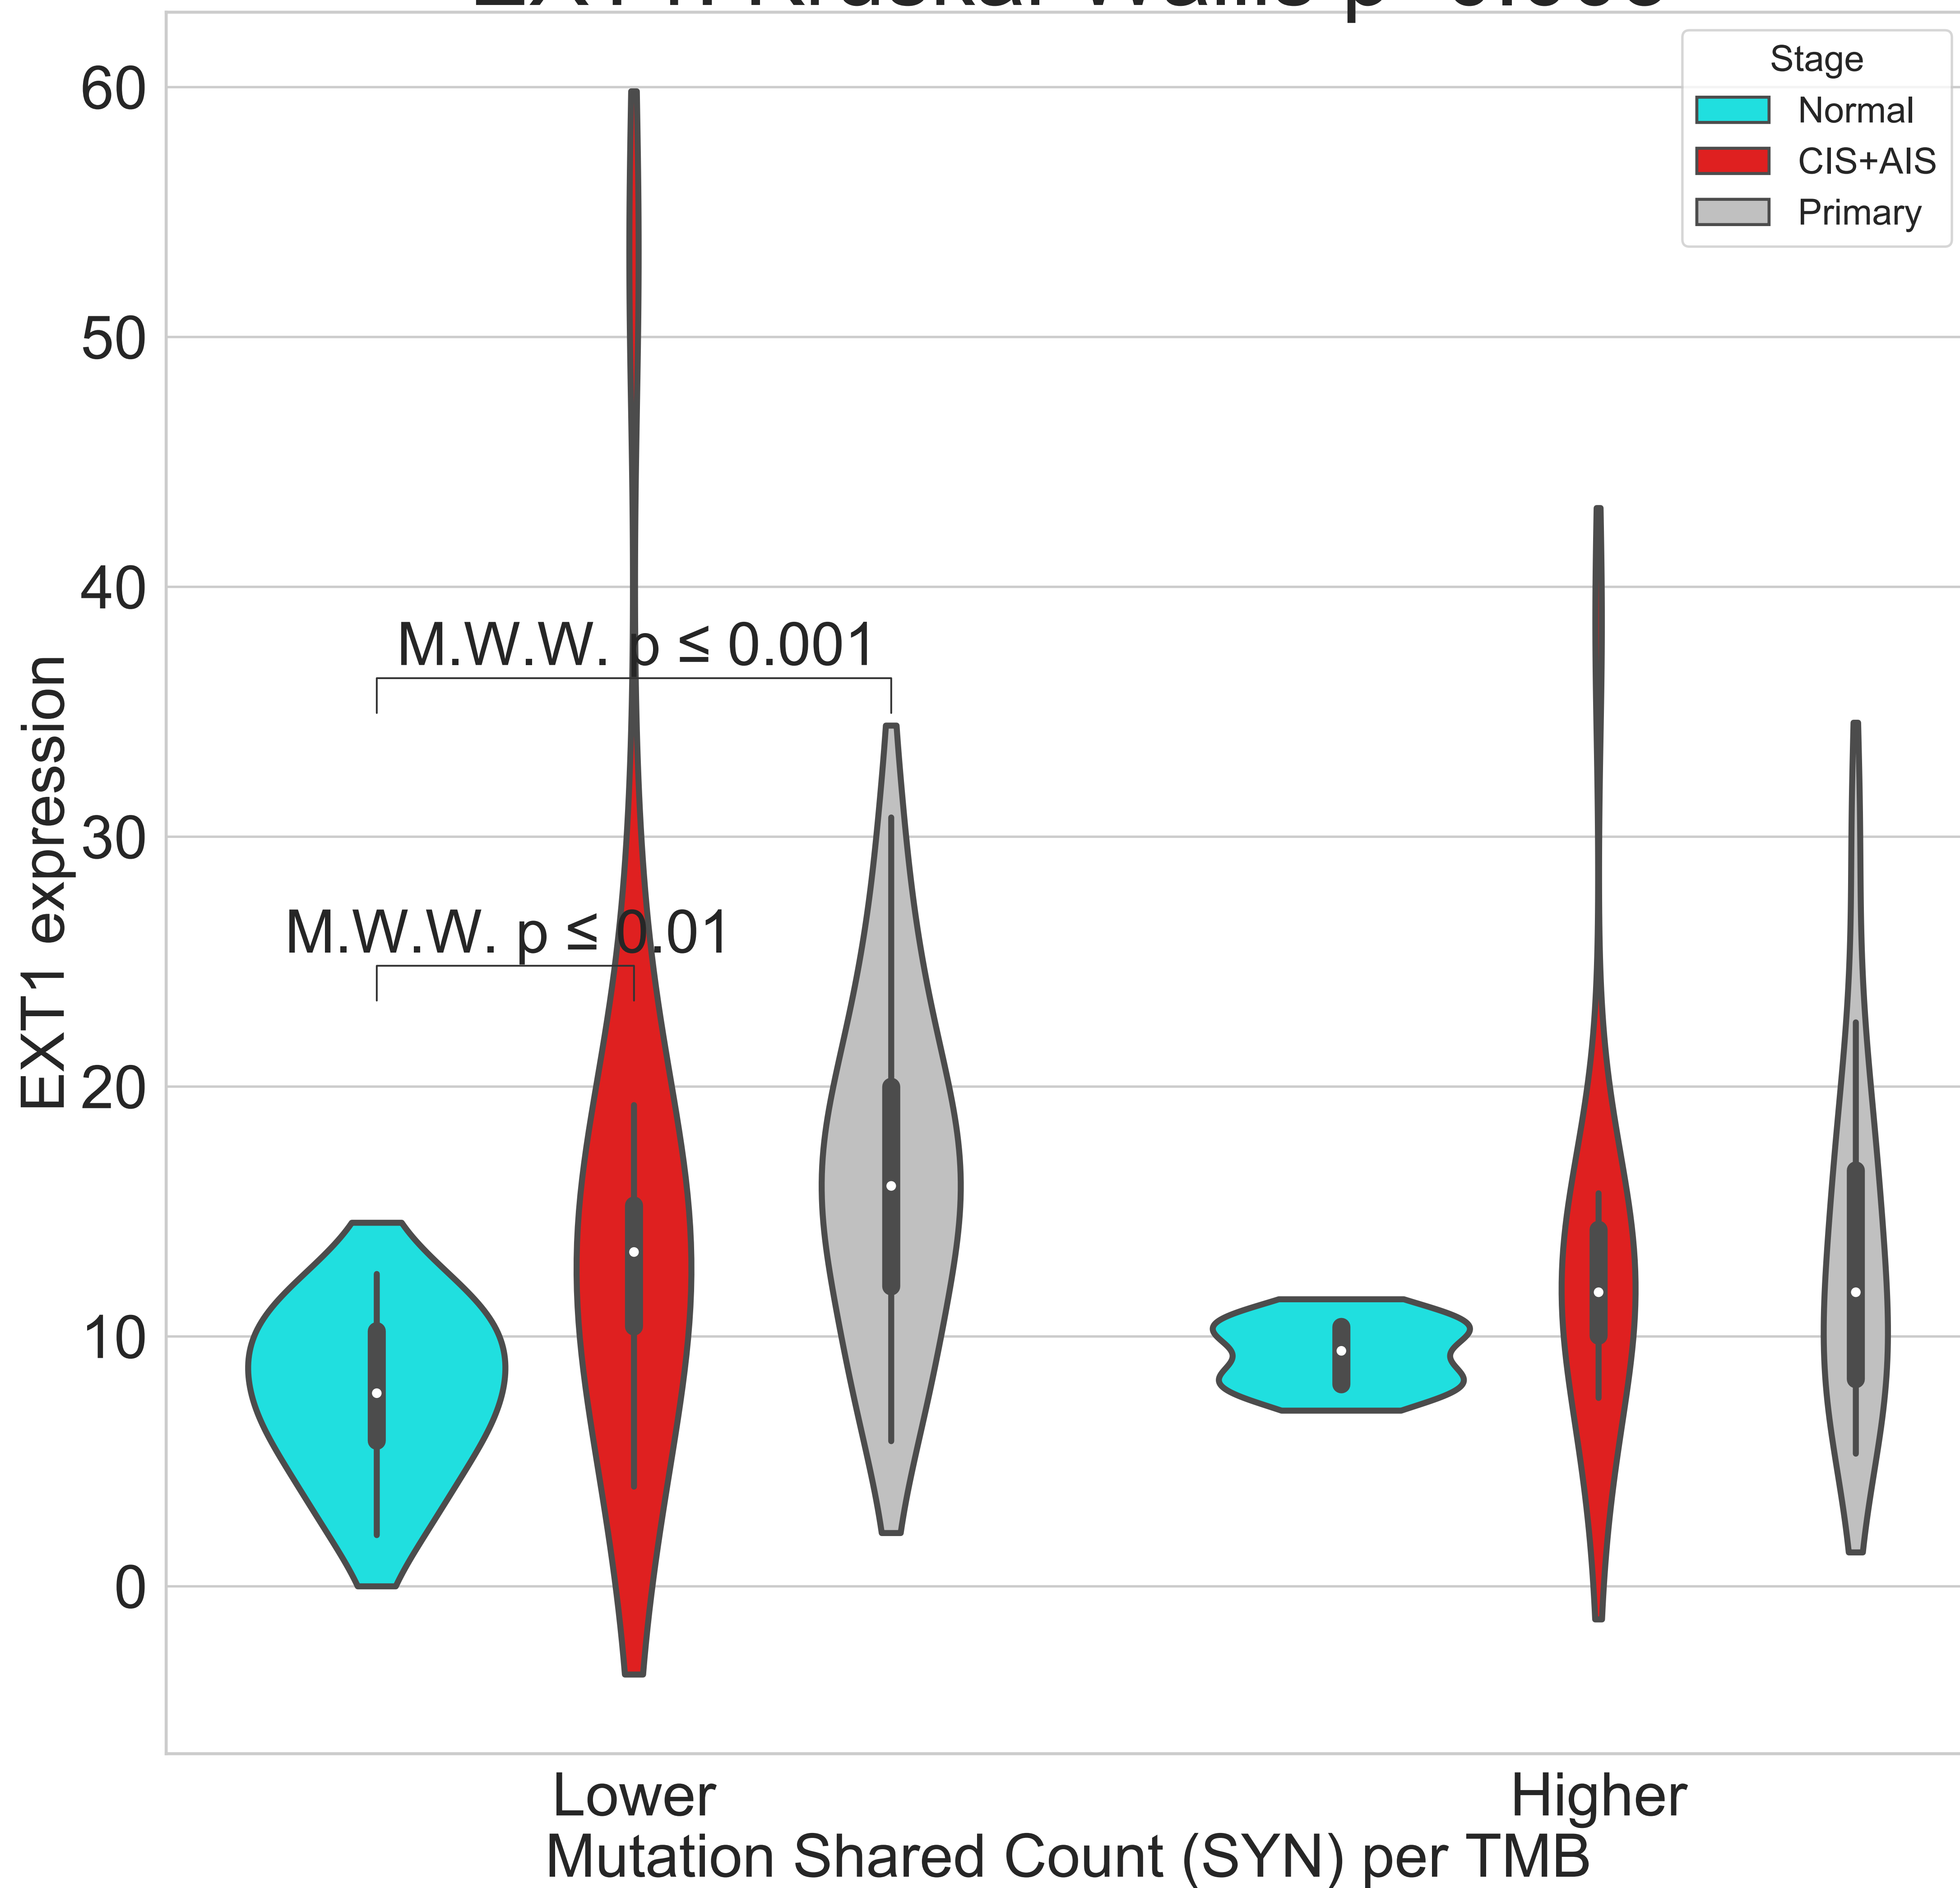 Stage
Normal
CIS+AIS
Primary
60
50
40
30
20
10
0
EXT1 expression
M.W.W. p ≤ 0.001
M.W.W. p ≤ 0.01
Lower
Higher
Mutation Shared Count (SYN) per TMB